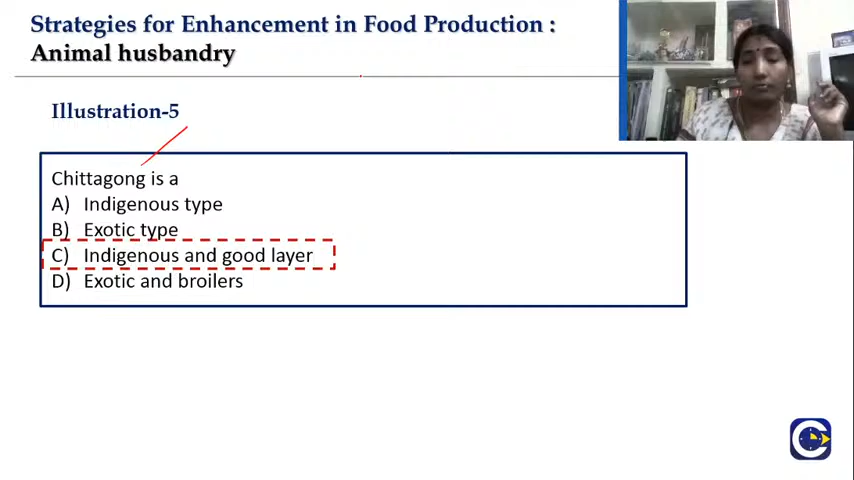 Strategies for Enhancement in Food Production :
Animal husbandry
Illustration-5
Chittagong is a
A) Indigenous type
B) Exotic type
C) Indigenous and good layer
D) Exotic and broilers